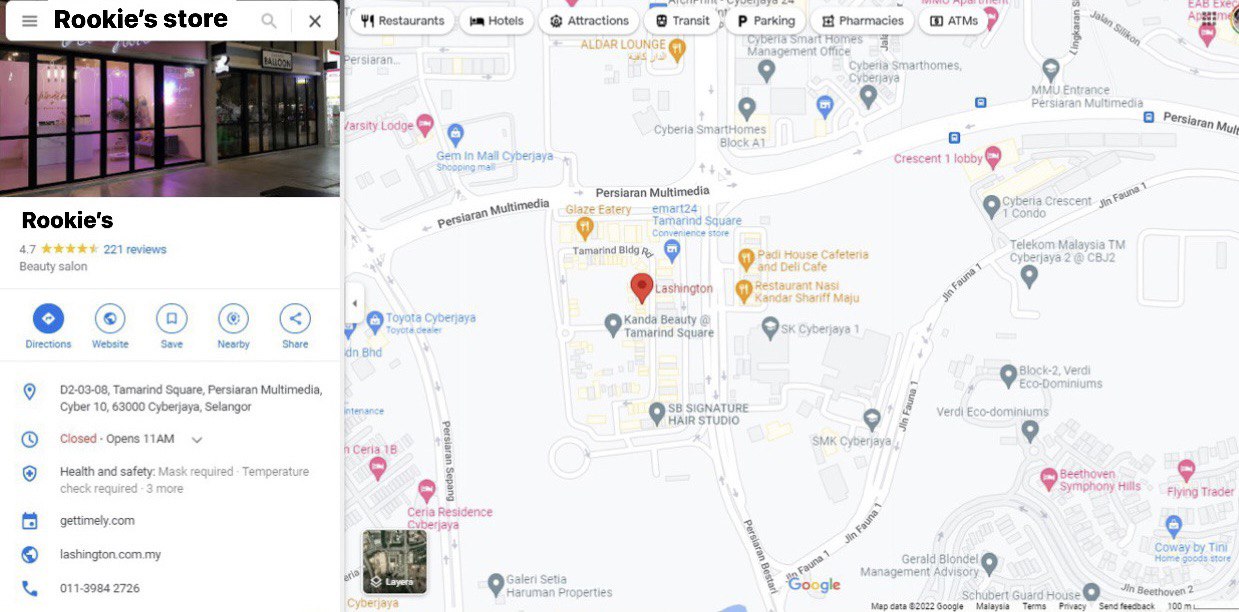 Rookie's store
BALLOON
Rookie's
4.7
221 reviews
Beauty salon
Directions
Website
Save
Nearby
Share
D2-03-08, Tamarind Square, Persiaran Multimedia,
Cyber 10, 63000 Cyberjaya, Selangor
Closed · Opens 11AM
Health and safety: Mask required · Temperature
check required · 3 more
gettimely.com
lashington.com.my
011-3984 2726
Restaurants
Hotels
Attractions
Transit
Parking
Pharmacies
ATMs
ALDAR LOUNGE
Persiaran...
Cyberia Smart Homes
Management Office
Cyberia Smarthomes,
Cyberjaya
Jalan Silikon
MMU Entrance
Persiaran Multimedia
Varsity Lodge
Gem In Mall Cyberjaya
Shopping mall
Cyberia SmartHomes
Block A1
Crescent 1 lobby
Persiaran Mult
Persiaran Multimedia
Persiaran Multimedia
Glaze Eatery
emart24
Tamarind Square
Convenience store
Tamarind Bldg Rd
Cyberia Crescent
1 Condo
Jln Fauna 1
Telekom Malaysia TM
Cyberjaya 2 @ CBJ2
Padi House Cafeteria
and Deli Cafe
Restaurant Nasi
Kandar Shariff Maju
Lashington
Kanda Beauty @
Tamarind Square
SK Cyberjaya 1
Jln Fauna 1
Toyota Cyberjaya
Toyota dealer
dn Bhd
Block-2, Verdi
Eco-Dominiums
Verdi Eco-dominiums
intenance
SB SIGNATURE
HAIR STUDIO
SMK Cyberjaya
Jln Fauna 1
n Ceria 1B
Persiaran Sepang
Ceria Residence
Cyberjaya
Beethoven
Symphony Hills
Flying Trader
Coway by Tini
Home goods store
Persiaran Bestari
Jln Fauna 1
Jln Fauna 1
Gerald Blondel
Management Advisory
Layers
Galeri Setia
Haruman Properties
Google
Schubert Guard House
Jln Beethoven 2
Cyberjaya
Map data ©2022 Google
Malaysia
Terms
Privacy
Send feedback
100 m